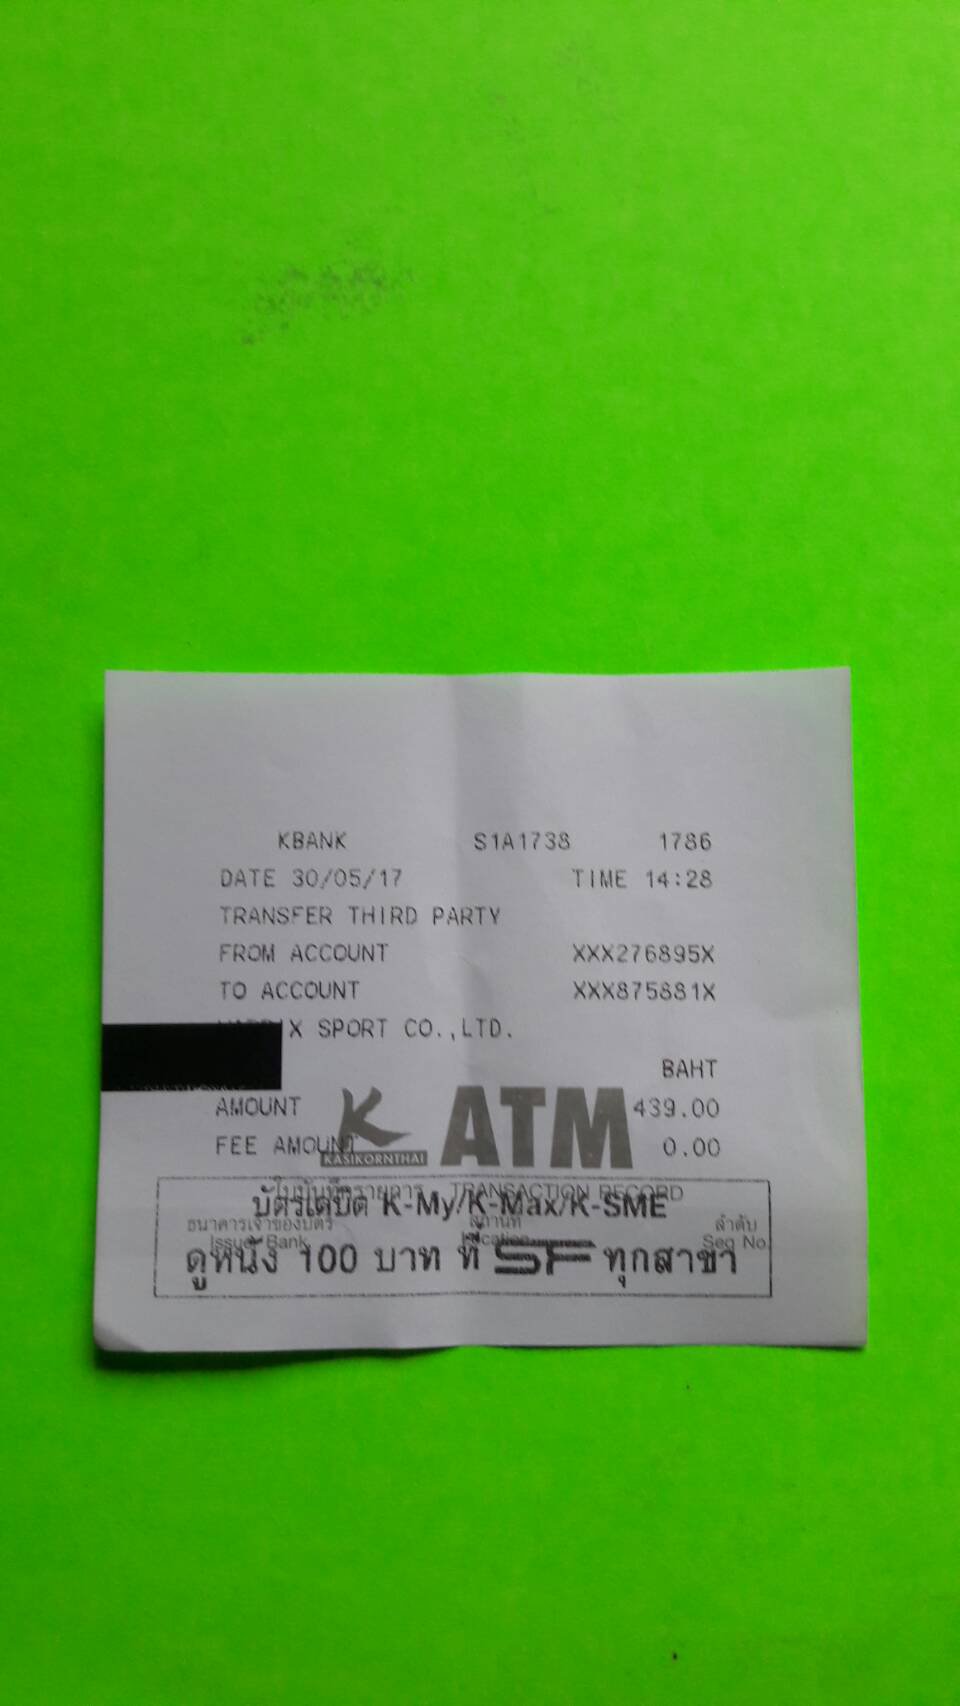 KBANK S1A1738 1786
DATE 30/05/17 TIME 14:28
TRANSFER THIRD PARTY
FROM ACCOUNT XXX276895X
TO ACCOUNT XXX875881X
SPORT CO.,LTD.
BAHT
AMOUNT 439.00
FEE AMOUNT 0.00
K ATM
KASIKORNTHAI
ใบบันทึกรายการ TRANSACTION RECORD
บัตรเดบิต K-My/K-Max/K-SME
ธนาคารเจ้าของบัตร สถานที่ ลำดับ
Issuer Bank Location Seq No.
ดูหนัง 100 บาท ที่ SF ทุกสาขา